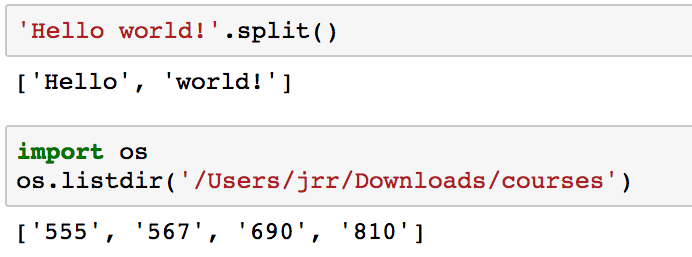 'Hello world!'.split()
['Hello', 'world!']
import os
os.listdir('/Users/jrr/Downloads/courses')
['555', '567', '690', '810']